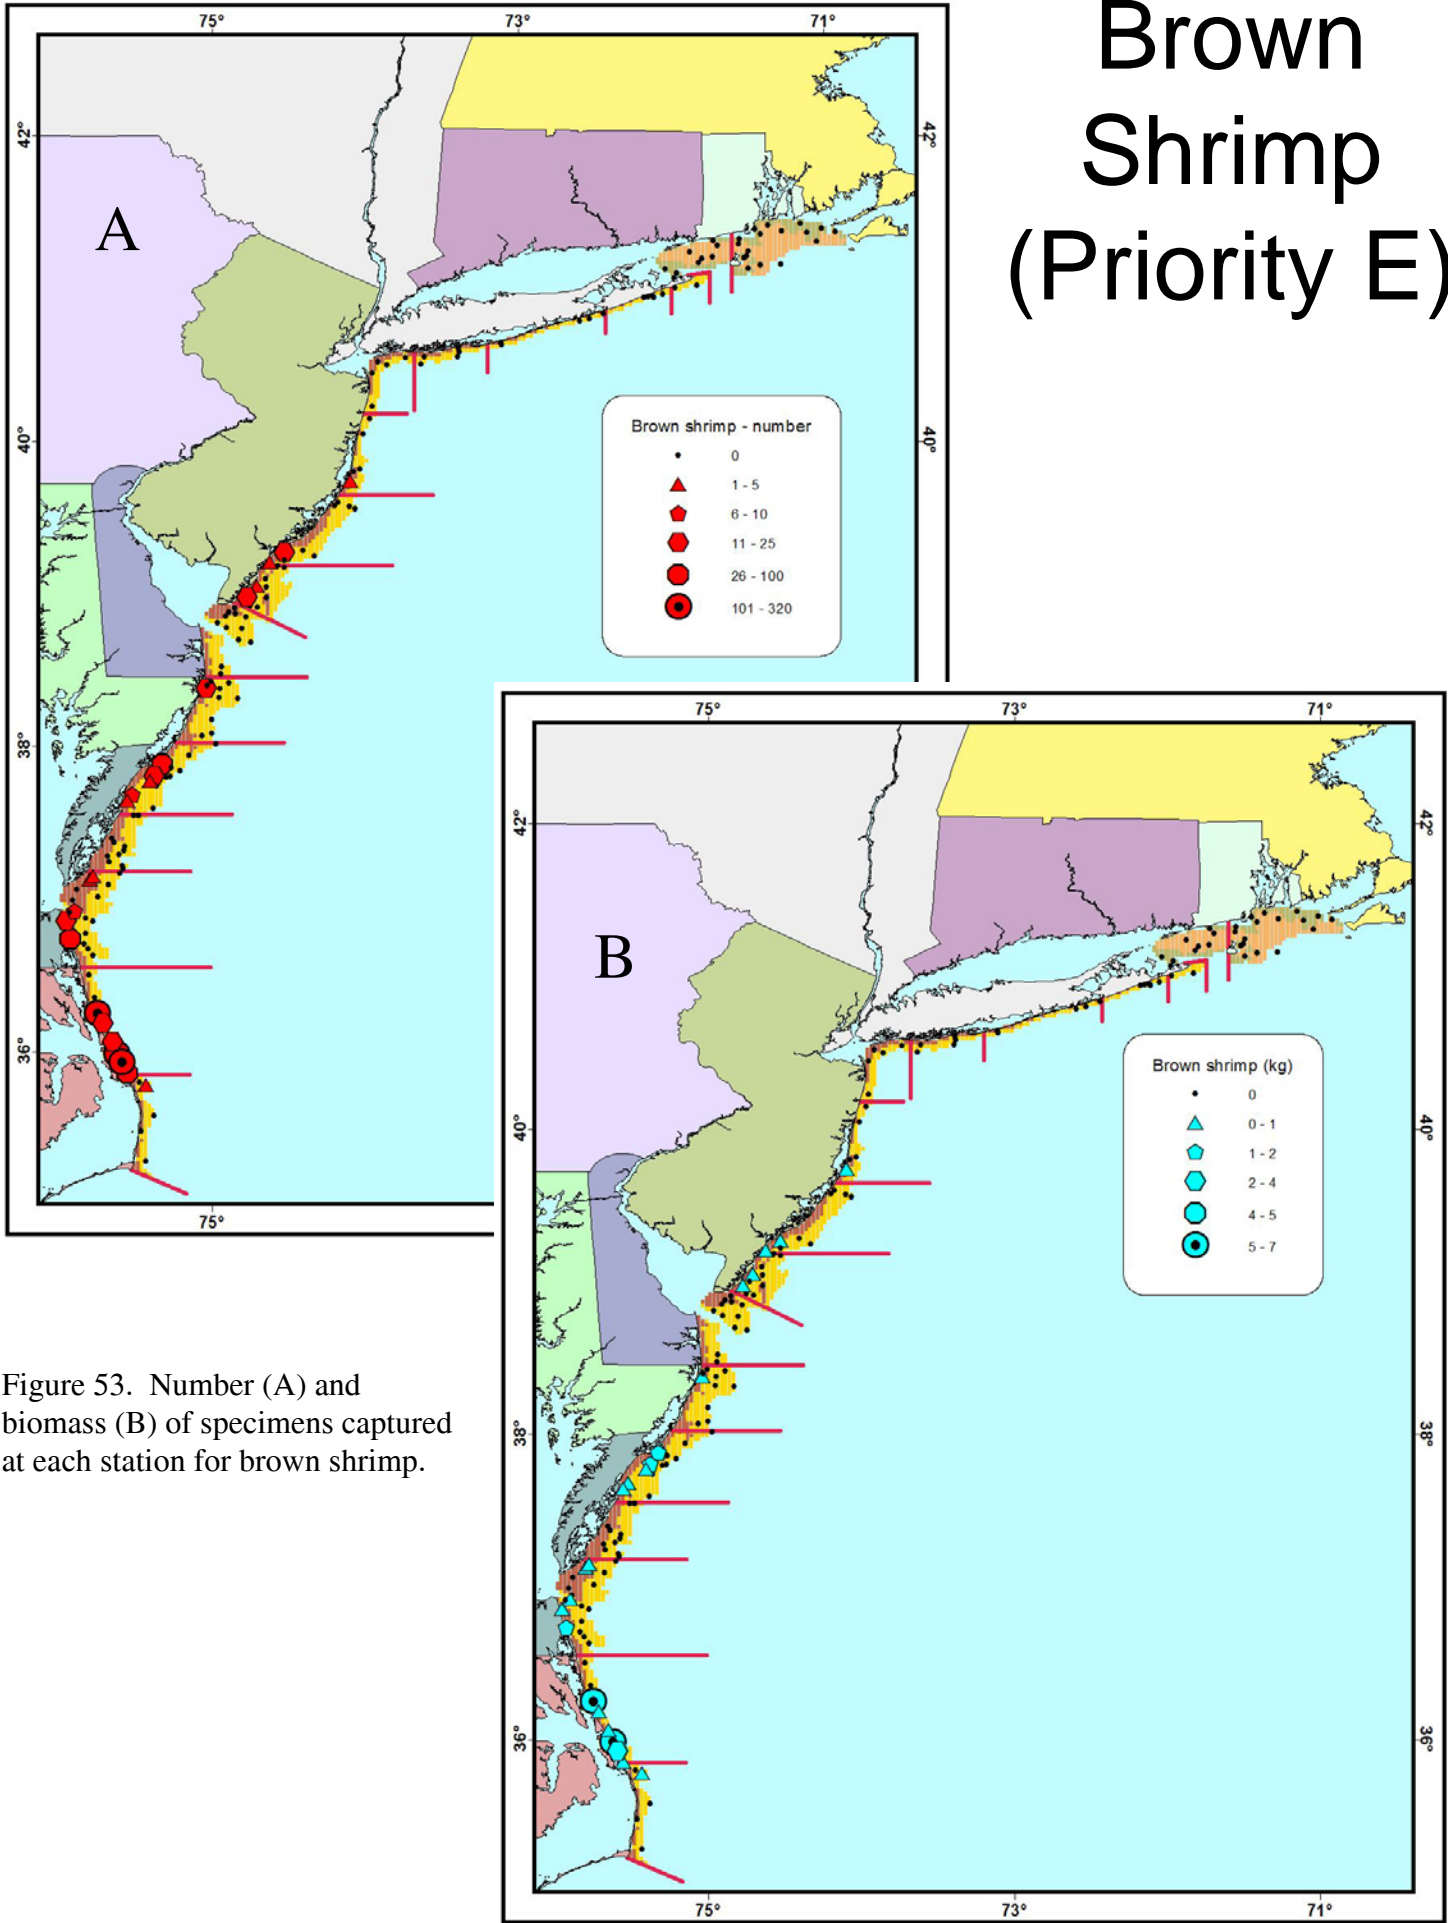 Brown
Shrimp
(Priority E)
75° 73° 71°
42° 42°
A
40° 40°
Brown shrimp - number
0
1 - 5
6 - 10
11 - 25
26 - 100
101 - 320
38°
36°
75°
75° 73° 71°
42° 42°
B
Brown shrimp (kg)
0
0 - 1
1 - 2
2 - 4
4 - 5
5 - 7
40° 40°
38° 38°
36° 36°
75° 73° 71°
Figure 53. Number (A) and
biomass (B) of specimens captured
at each station for brown shrimp.